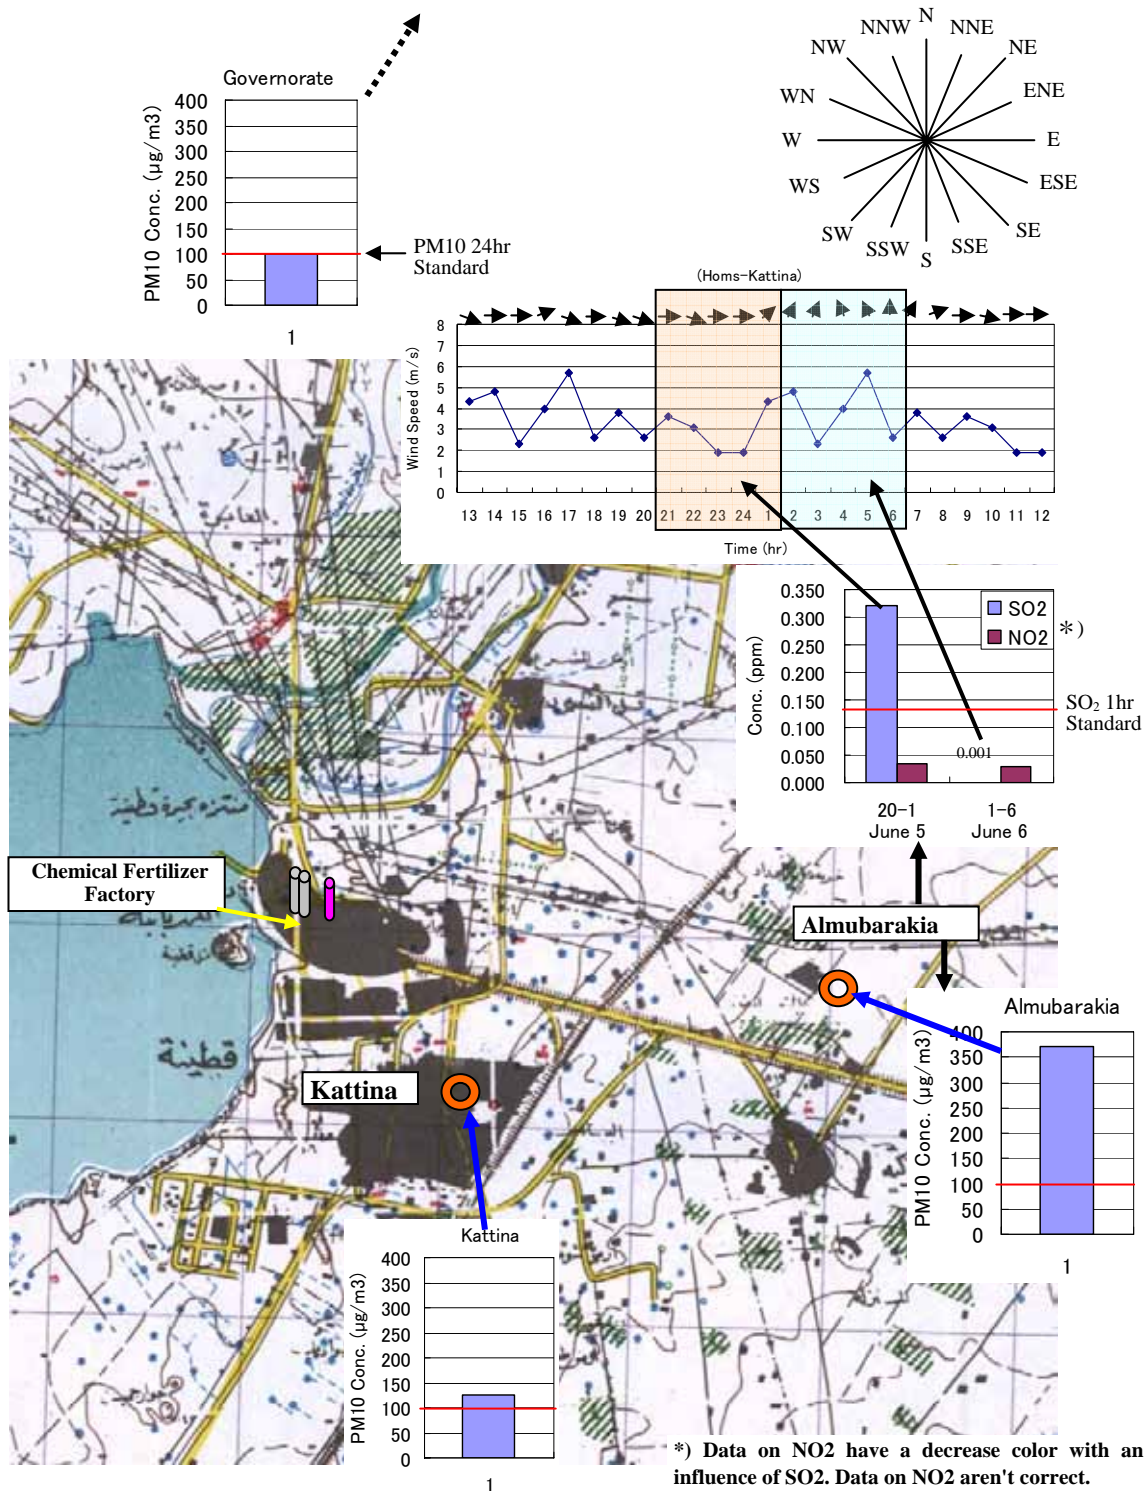 N
NNW
NNE
NW
NE
WN
ENE
W
E
WS
ESE
SW
SE
SSW
SSE
S
Governorate
PM10 Conc. (μg/m3)
400
350
300
250
200
150
100
50
0
1
PM10 24hr
Standard
(Homs-Kattina)
Wind Speed (m/s)
8
7
6
5
4
3
2
1
0
13 14 15 16 17 18 19 20 21 22 23 24 1 2 3 4 5 6 7 8 9 10 11 12
Time (hr)
Conc. (ppm)
0.350
0.300
0.250
0.200
0.150
0.100
0.050
0.000
SO2
NO2
*)
SO₂ 1hr
Standard
0.001
20-1
June 5
1-6
June 6
Chemical Fertilizer
Factory
Almubarakia
Kattina
قطينة
منتزه بحيرة قطينة
Almubarakia
PM10 Conc. (μg/m3)
400
350
300
250
200
150
100
50
0
1
Kattina
PM10 Conc. (μg/m3)
400
350
300
250
200
150
100
50
0
1
*) Data on NO2 have a decrease color with an
influence of SO2. Data on NO2 aren't correct.